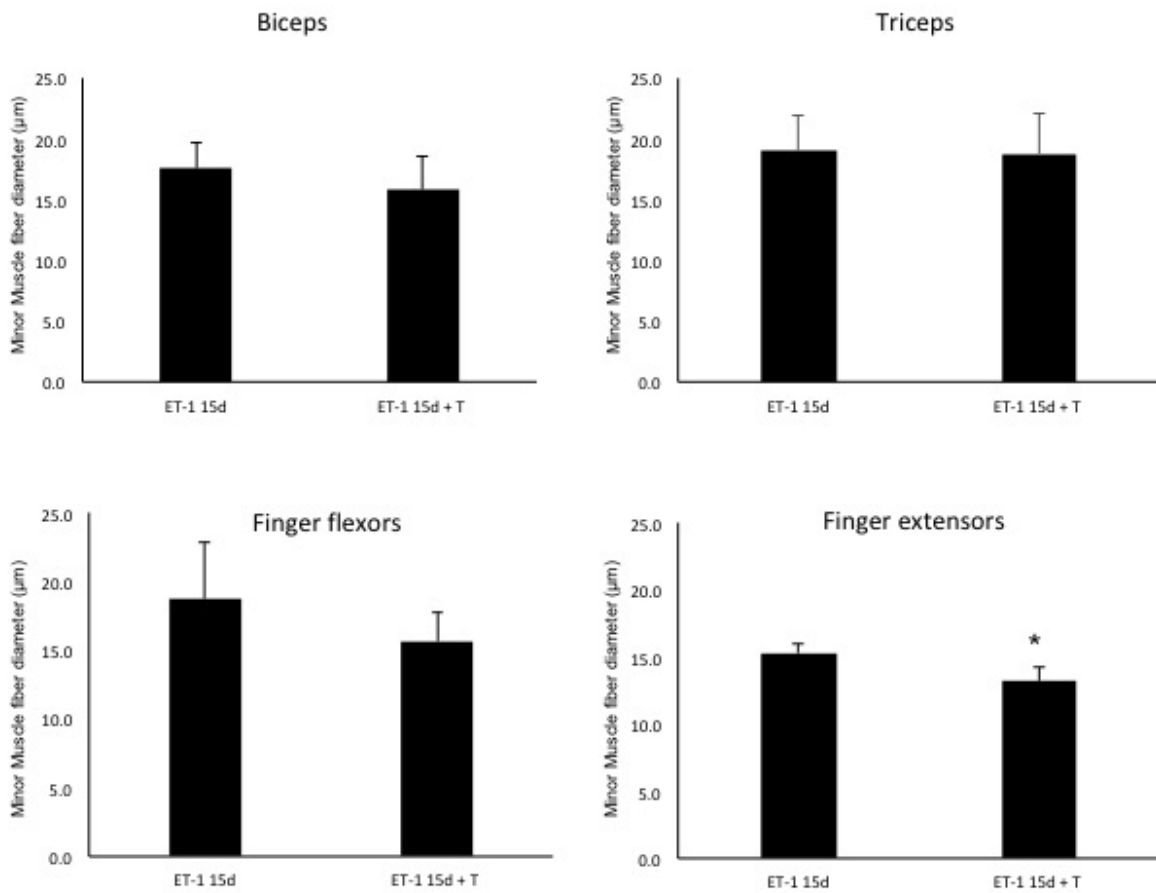 Biceps
Minor Muscle fiber diameter (µm)
25.0
20.0
15.0
10.0
5.0
0.0
ET-1 15d
ET-1 15d + T
Triceps
Minor Muscle fiber diameter (µm)
25.0
20.0
15.0
10.0
5.0
0.0
ET-1 15d
ET-1 15d + T
Finger flexors
Minor Muscle fiber diameter (µm)
25.0
20.0
15.0
10.0
5.0
0.0
ET-1 15d
ET-1 15d + T
Finger extensors
Minor Muscle fiber diameter (µm)
25.0
20.0
15.0
10.0
5.0
0.0
*
ET-1 15d
ET-1 15d + T